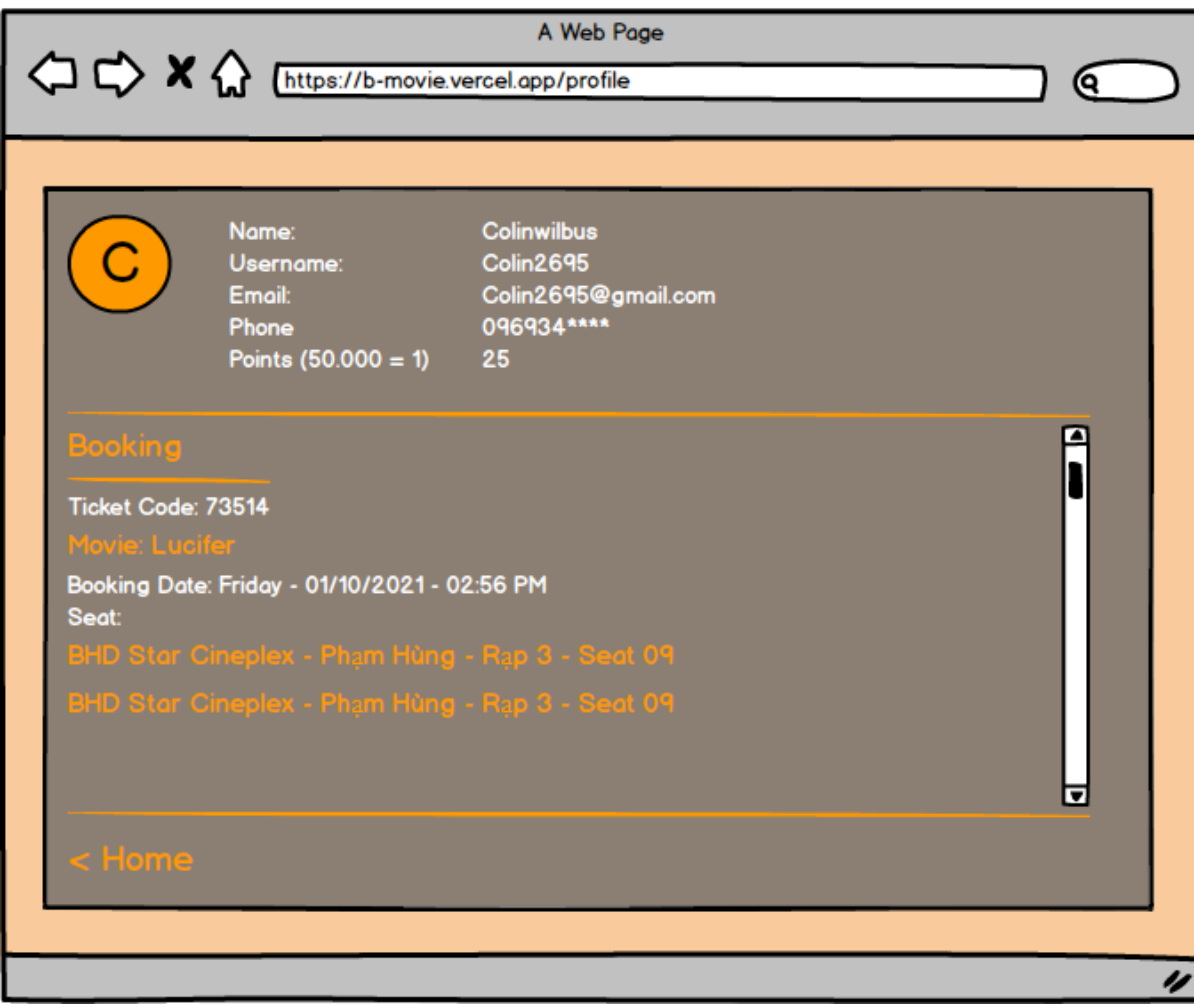 A Web Page
https://b-movie.vercel.app/profile
C
Name: Colinwilbus
Username: Colin2695
Email: Colin2695@gmail.com
Phone 096934****
Points (50.000 = 1) 25
Booking
Ticket Code: 73514
Movie: Lucifer
Booking Date: Friday - 01/10/2021 - 02:56 PM
Seat:
BHD Star Cineplex - Phạm Hùng - Rạp 3 - Seat 09
BHD Star Cineplex - Phạm Hùng - Rạp 3 - Seat 09
< Home